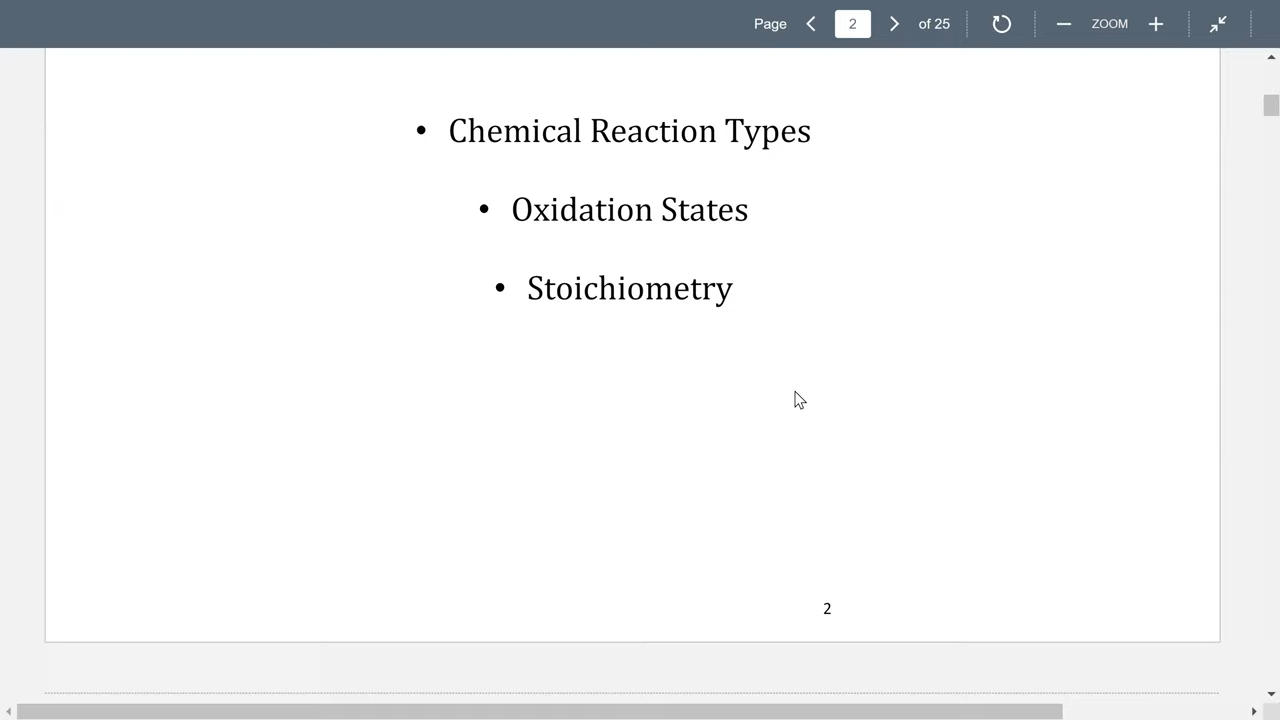 Page 2 of 25 ZOOM
• Chemical Reaction Types
• Oxidation States
• Stoichiometry
2